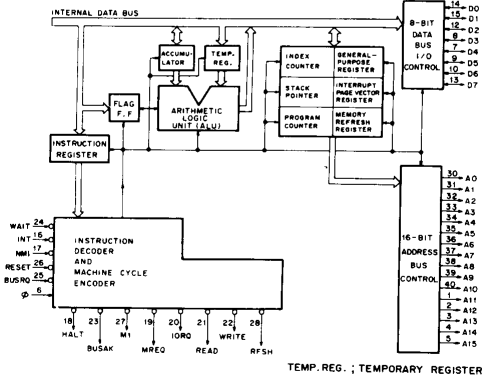 INTERNAL DATA BUS
ACCUMU-
LATOR
TEMP.
REG.
INDEX
COUNTER
GENERAL-
PURPOSE
REGISTER
STACK
POINTER
INTERRUPT
PAGE VECTOR
REGISTER
PROGRAM
COUNTER
MEMORY
REFRESH
REGISTER
8-BIT
DATA
BUS
I/O
CONTROL
14 D0
15 D1
12 D2
8 D3
7 D4
9 D5
10 D6
13 D7
FLAG
F.F
ARITHMETIC
LOGIC
UNIT (ALU)
INSTRUCTION
REGISTER
WAIT 24
INT 16
NMI 17
RESET 26
BUSRQ 25
Ø 6
INSTRUCTION
DECODER
AND
MACHINE CYCLE
ENCODER
18 HALT
23 BUSAK
27 M1
19 MREQ
20 IORQ
21 READ
22 WRITE
28 RFSH
16-BIT
ADDRESS
BUS
CONTROL
30 A0
31 A1
32 A2
33 A3
34 A4
35 A5
36 A6
37 A7
38 A8
39 A9
40 A10
1 A11
2 A12
3 A13
4 A14
5 A15
TEMP. REG. ; TEMPORARY REGISTER